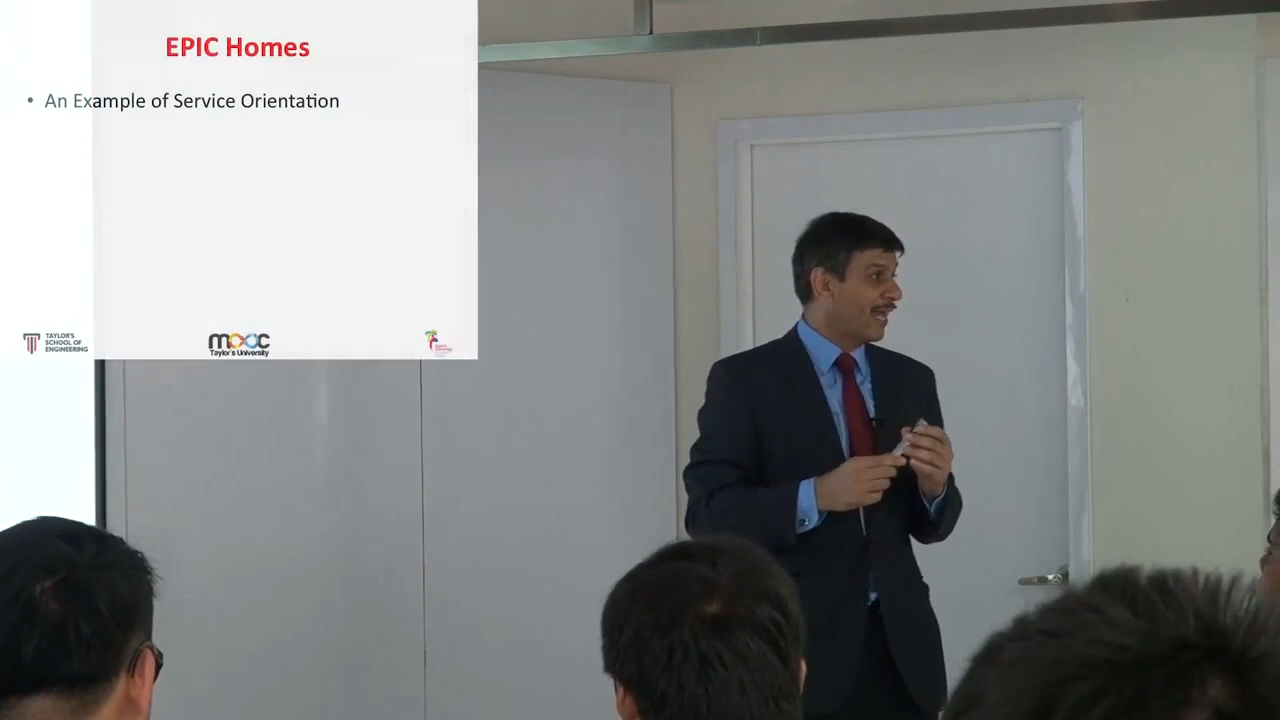 EPIC Homes
• An Example of Service Orientation
TAYLOR'S
SCHOOL OF
ENGINEERING
mooc
Taylor's University